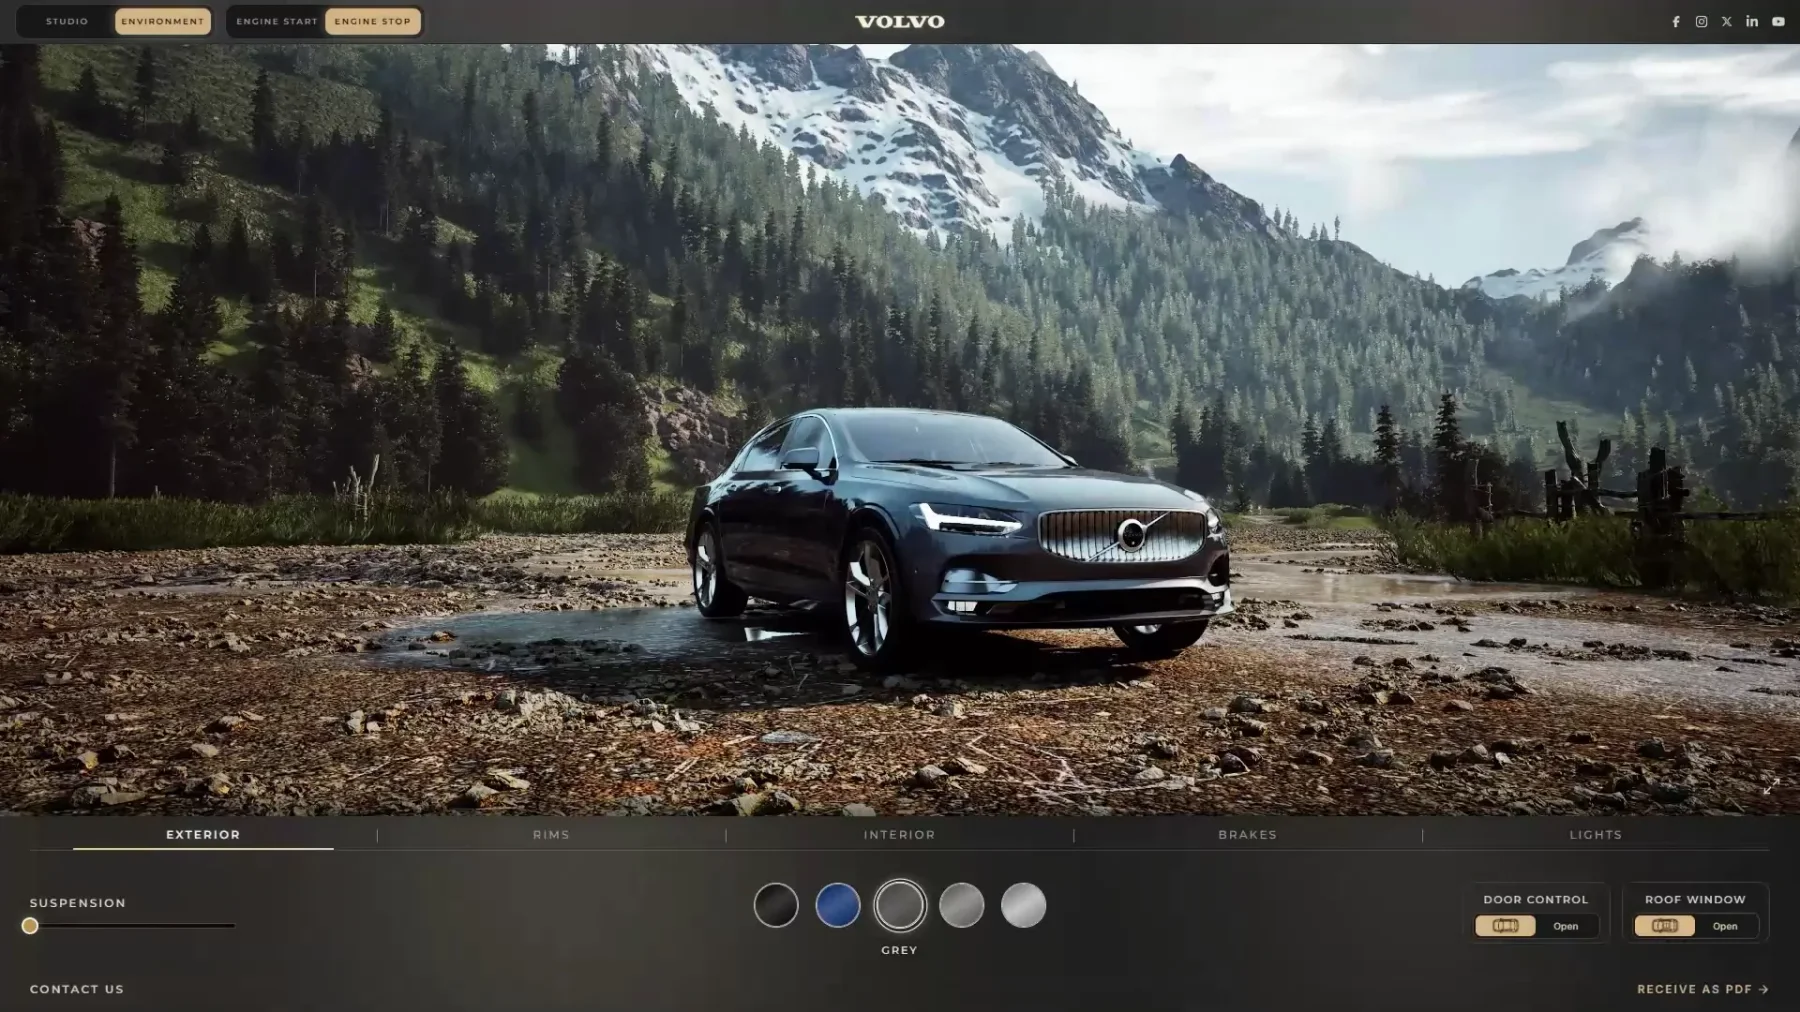 STUDIO ENVIRONMENT ENGINE START ENGINE STOP VOLVO
EXTERIOR RIMS INTERIOR BRAKES LIGHTS
SUSPENSION
DOOR CONTROL ROOF WINDOW
Open Open
GREY
CONTACT US RECEIVE AS PDF →